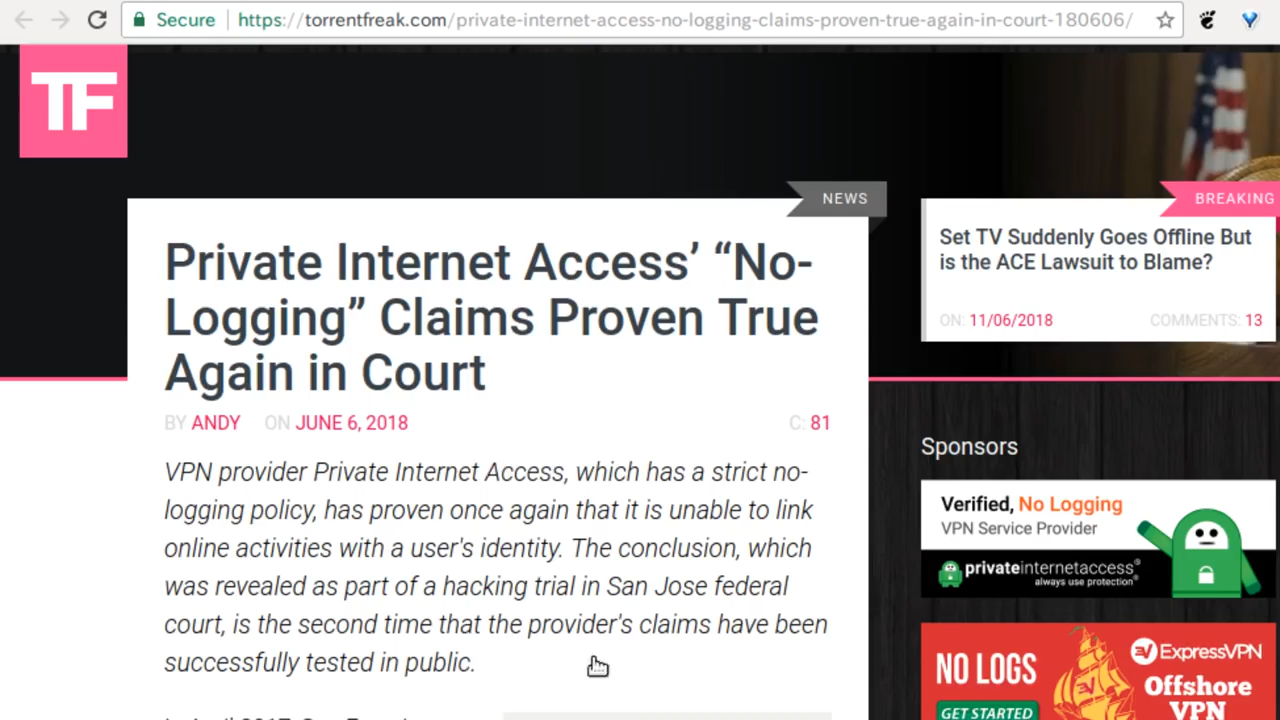 Secure https://torrentfreak.com/private-internet-access-no-logging-claims-proven-true-again-in-court-180606/
TF
NEWS
Private Internet Access’ “No-
Logging” Claims Proven True
Again in Court
BY ANDY ON JUNE 6, 2018 C: 81
VPN provider Private Internet Access, which has a strict no-
logging policy, has proven once again that it is unable to link
online activities with a user's identity. The conclusion, which
was revealed as part of a hacking trial in San Jose federal
court, is the second time that the provider's claims have been
successfully tested in public.
BREAKING
Set TV Suddenly Goes Offline But
is the ACE Lawsuit to Blame?
ON: 11/06/2018 COMMENTS: 13
Sponsors
Verified, No Logging
VPN Service Provider
privateinternetaccess®
always use protection®
NO LOGS
GET STARTED
ExpressVPN
Offshore
VPN